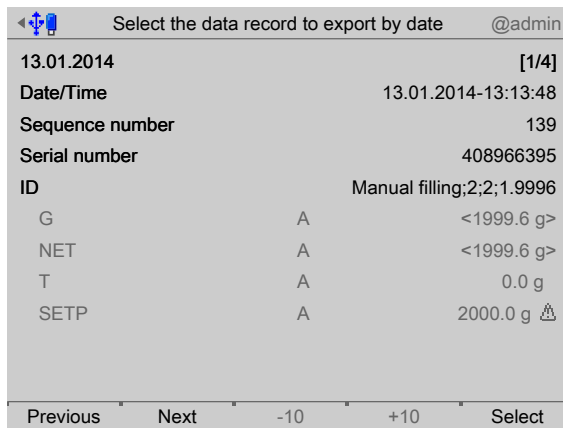 Select the data record to export by date @admin
13.01.2014 [1/4]
Date/Time 13.01.2014-13:13:48
Sequence number 139
Serial number 408966395
ID Manual filling;2;2;1.9996
G A <1999.6 g>
NET A <1999.6 g>
T A 0.0 g
SETP A 2000.0 g ⚠
Previous Next -10 +10 Select